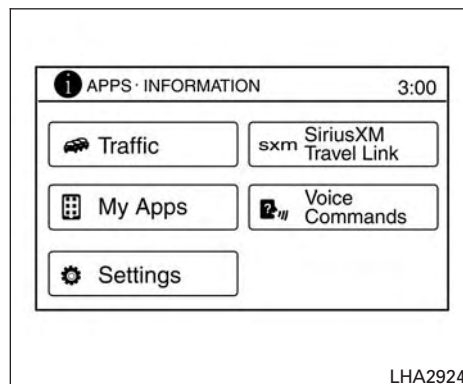 i APPS · INFORMATION 3:00
Traffic
sxm SiriusXM
Travel Link
My Apps
? Voice
Commands
Settings
LHA2924